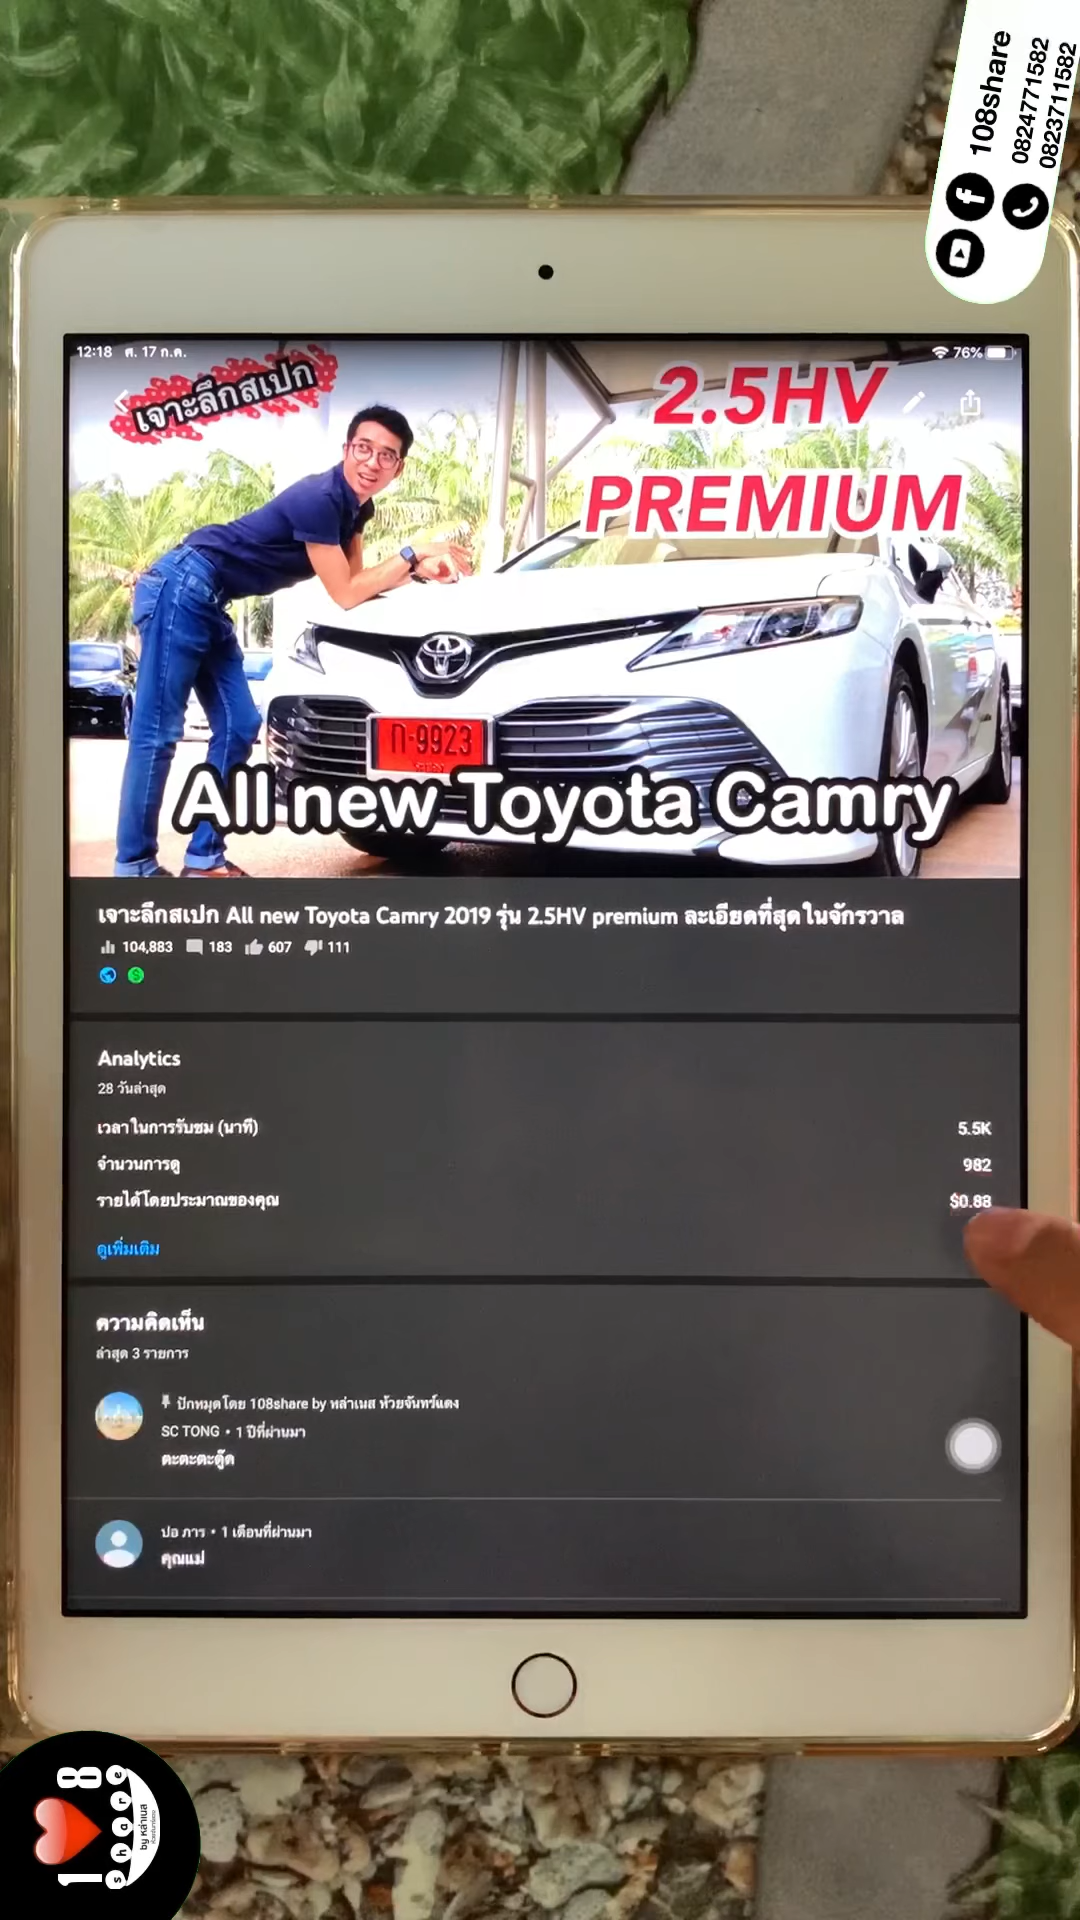 108share
0824771582
0823711582
12:18 ศ. 17 ก.ค.
76%
เจาะลึกสเปก
2.5HV
PREMIUM
ก-9923
All new Toyota Camry
เจาะลึกสเปก All new Toyota Camry 2019 รุ่น 2.5HV premium ละเอียดที่สุดในจักรวาล
104,883 183 607 111
Analytics
28 วันล่าสุด
เวลาในการรับชม (นาที) 5.5K
จำนวนการดู 982
รายได้โดยประมาณของคุณ $0.88
ดูเพิ่มเติม
ความคิดเห็น
ล่าสุด 3 รายการ
ปักหมุดโดย 108share by หล่าเนส ห้วยจันทร์แดง
SC TONG • 1 ปีที่ผ่านมา
ตะตะตะตู๊ด
ปอ ภาร • 1 เดือนที่ผ่านมา
คุณแม่
108
share
by หล่าเนส